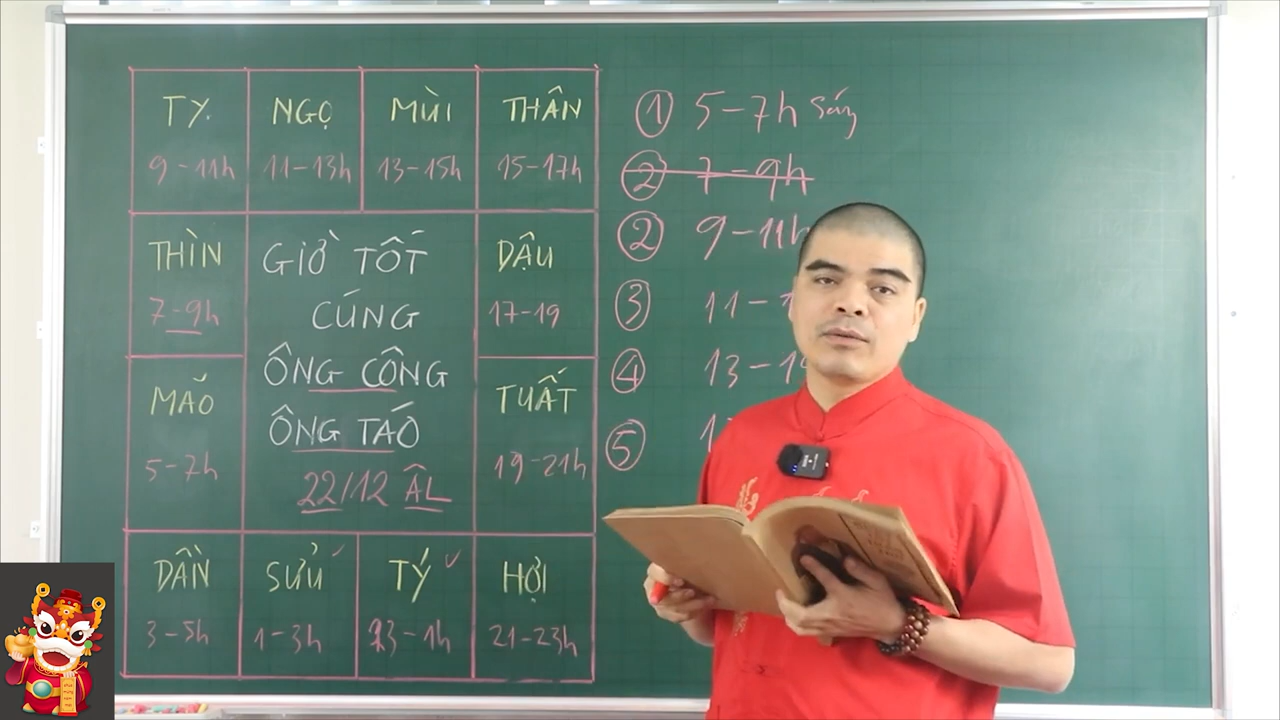 TỴ
9-11h
NGỌ
11-13h
MÙI
13-15h
THÂN
15-17h
THÌN
7-9h
GIỜ TỐT
CÚNG
ÔNG CÔNG
ÔNG TÁO
22/12 ÂL
DẬU
17-19
MÃO
5-7h
TUẤT
19-21h
DẦN
3-5h
SỬU
1-3h
TÝ
23-1h
HỢI
21-23h
① 5-7h sáng
② 7-9h
② 9-11h
③ 11-1
④ 13-1
⑤ 1